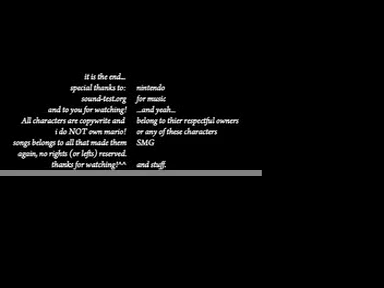 it is the end...
special thanks to: nintendo
sound-test.org for music
and to you for watching! ...and yeah...
All characters are copywrite and belong to thier respectful owners
i do NOT own mario! or any of these characters
songs belongs to all that made them SMG
again, no rights (or lefts) reserved.
thanks for watching!^^ and stuff.